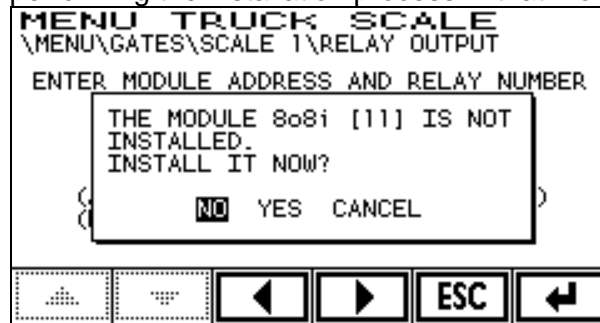 MENU TRUCK SCALE
\MENU\GATES\SCALE 1\RELAY OUTPUT
ENTER MODULE ADDRESS AND RELAY NUMBER
THE MODULE 8o8i [11] IS NOT
INSTALLED.
INSTALL IT NOW?
NO YES CANCEL
ESC